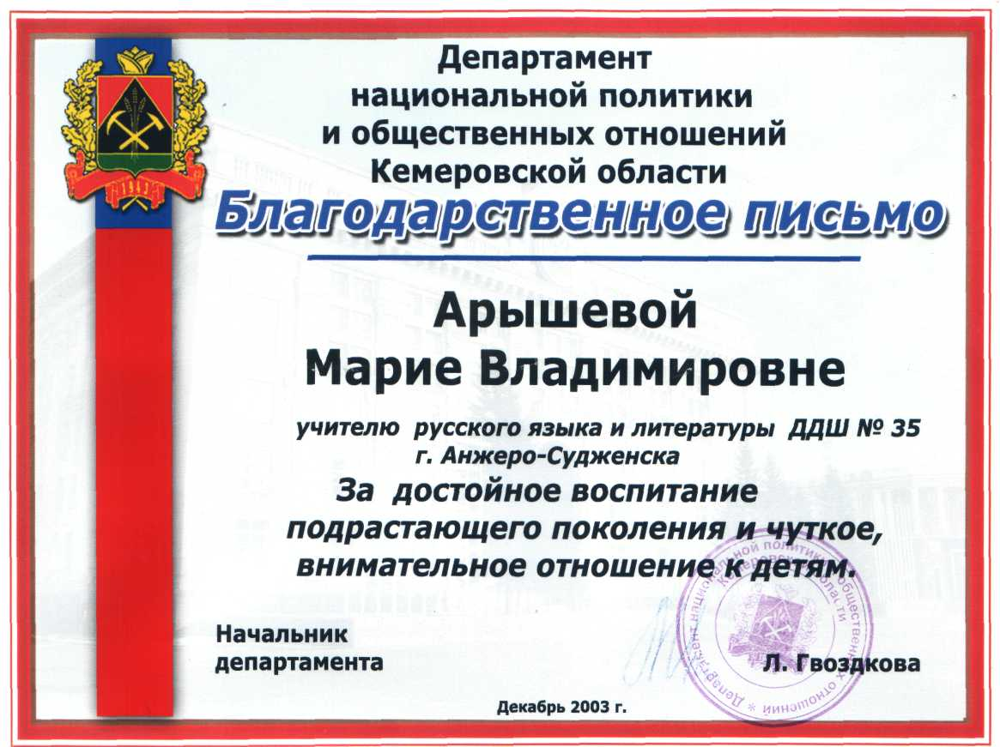 Департамент
национальной политики
и общественных отношений
Кемеровской области
Благодарственное письмо
Арышевой
Марие Владимировне
учителю русского языка и литературы ДДШ № 35
г. Анжеро-Судженска
За достойное воспитание
подрастающего поколения и чуткое,
внимательное отношение к детям.
Начальник
департамента
Л. Гвоздкова
Департамент национальной политики и общественных отношений *
Кемеровской области
Декабрь 2003 г.